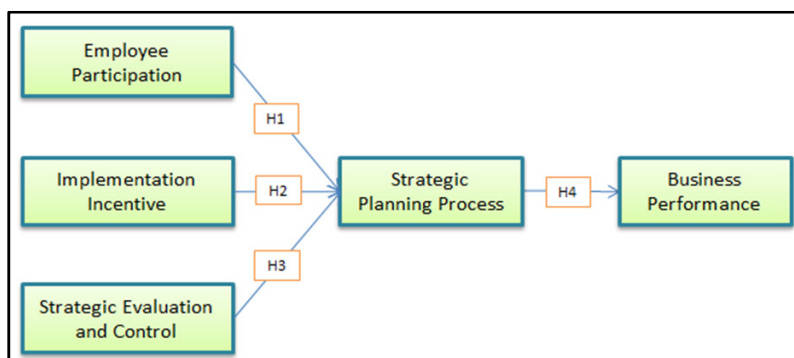 Employee
Participation
H1
Implementation
Incentive
H2
Strategic
Planning Process
H4
Business
Performance
H3
Strategic Evaluation
and Control